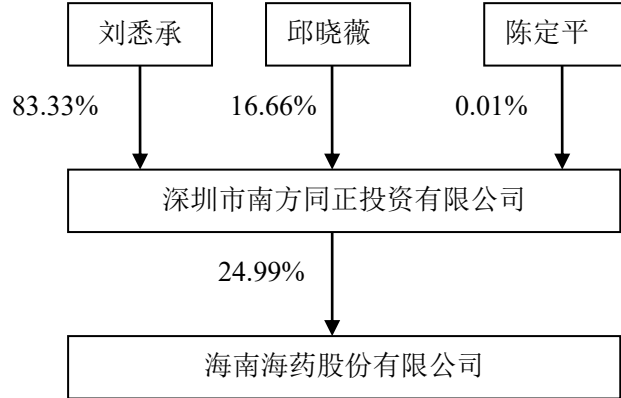 刘悉承 邱晓薇 陈定平
83.33% 16.66% 0.01%
深圳市南方同正投资有限公司
24.99%
海南海药股份有限公司